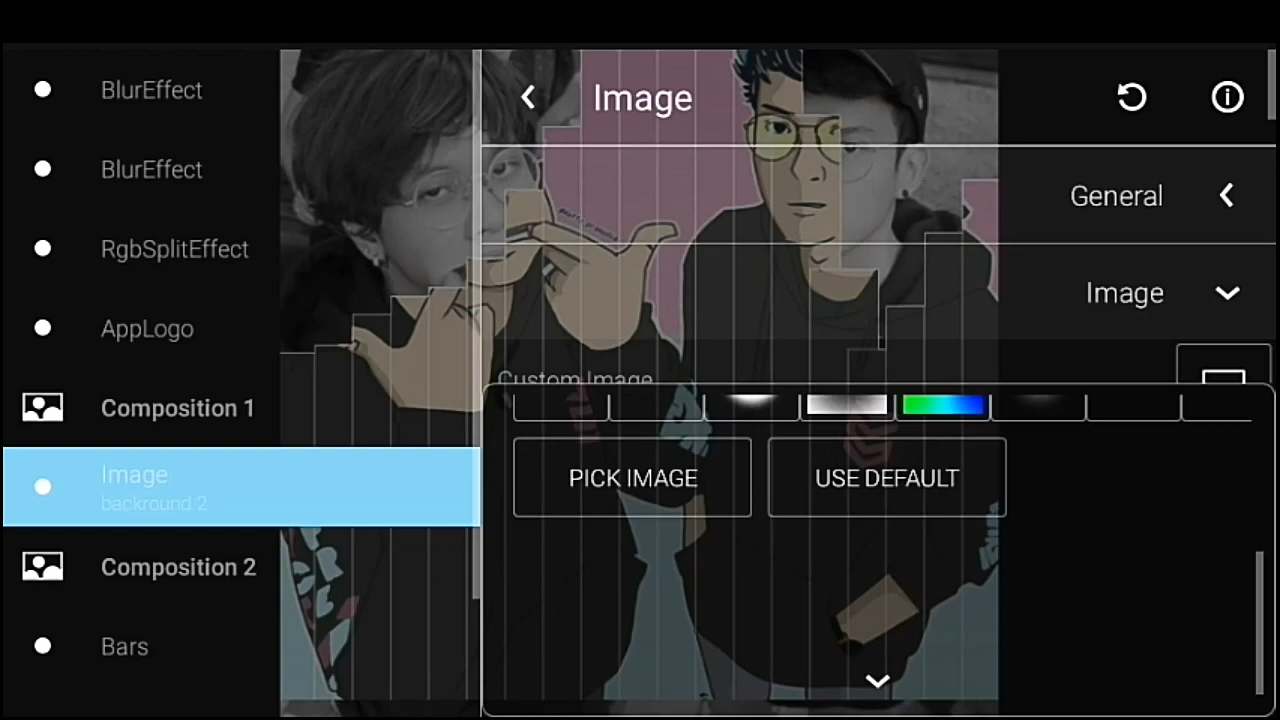 BlurEffect
BlurEffect
RgbSplitEffect
AppLogo
Composition 1
Image
backround 2
Composition 2
Bars
Image
General
Image
Custom Image
PICK IMAGE
USE DEFAULT